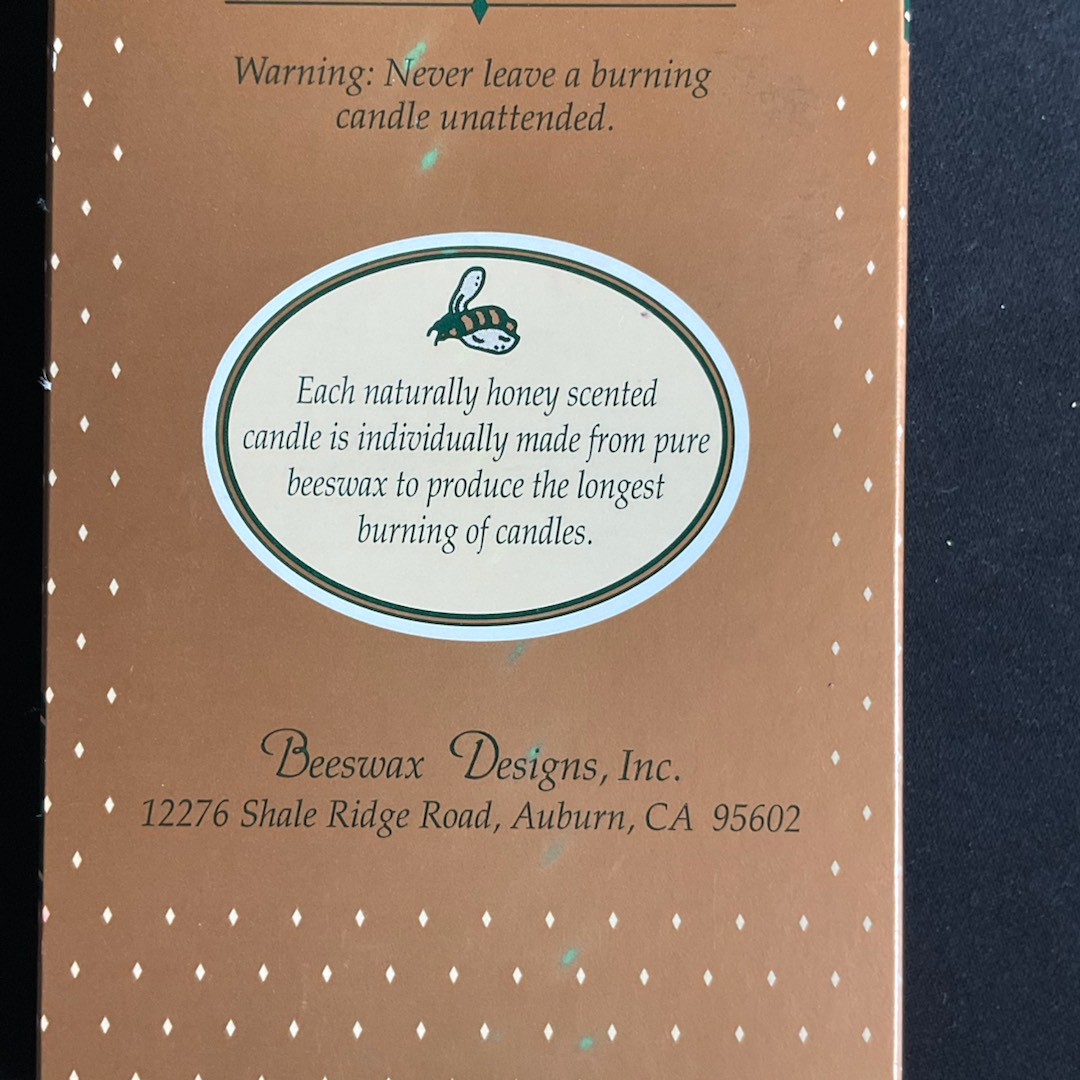 Warning: Never leave a burning
candle unattended.
Each naturally honey scented
candle is individually made from pure
beeswax to produce the longest
burning of candles.
Beeswax Designs, Inc.
12276 Shale Ridge Road, Auburn, CA 95602